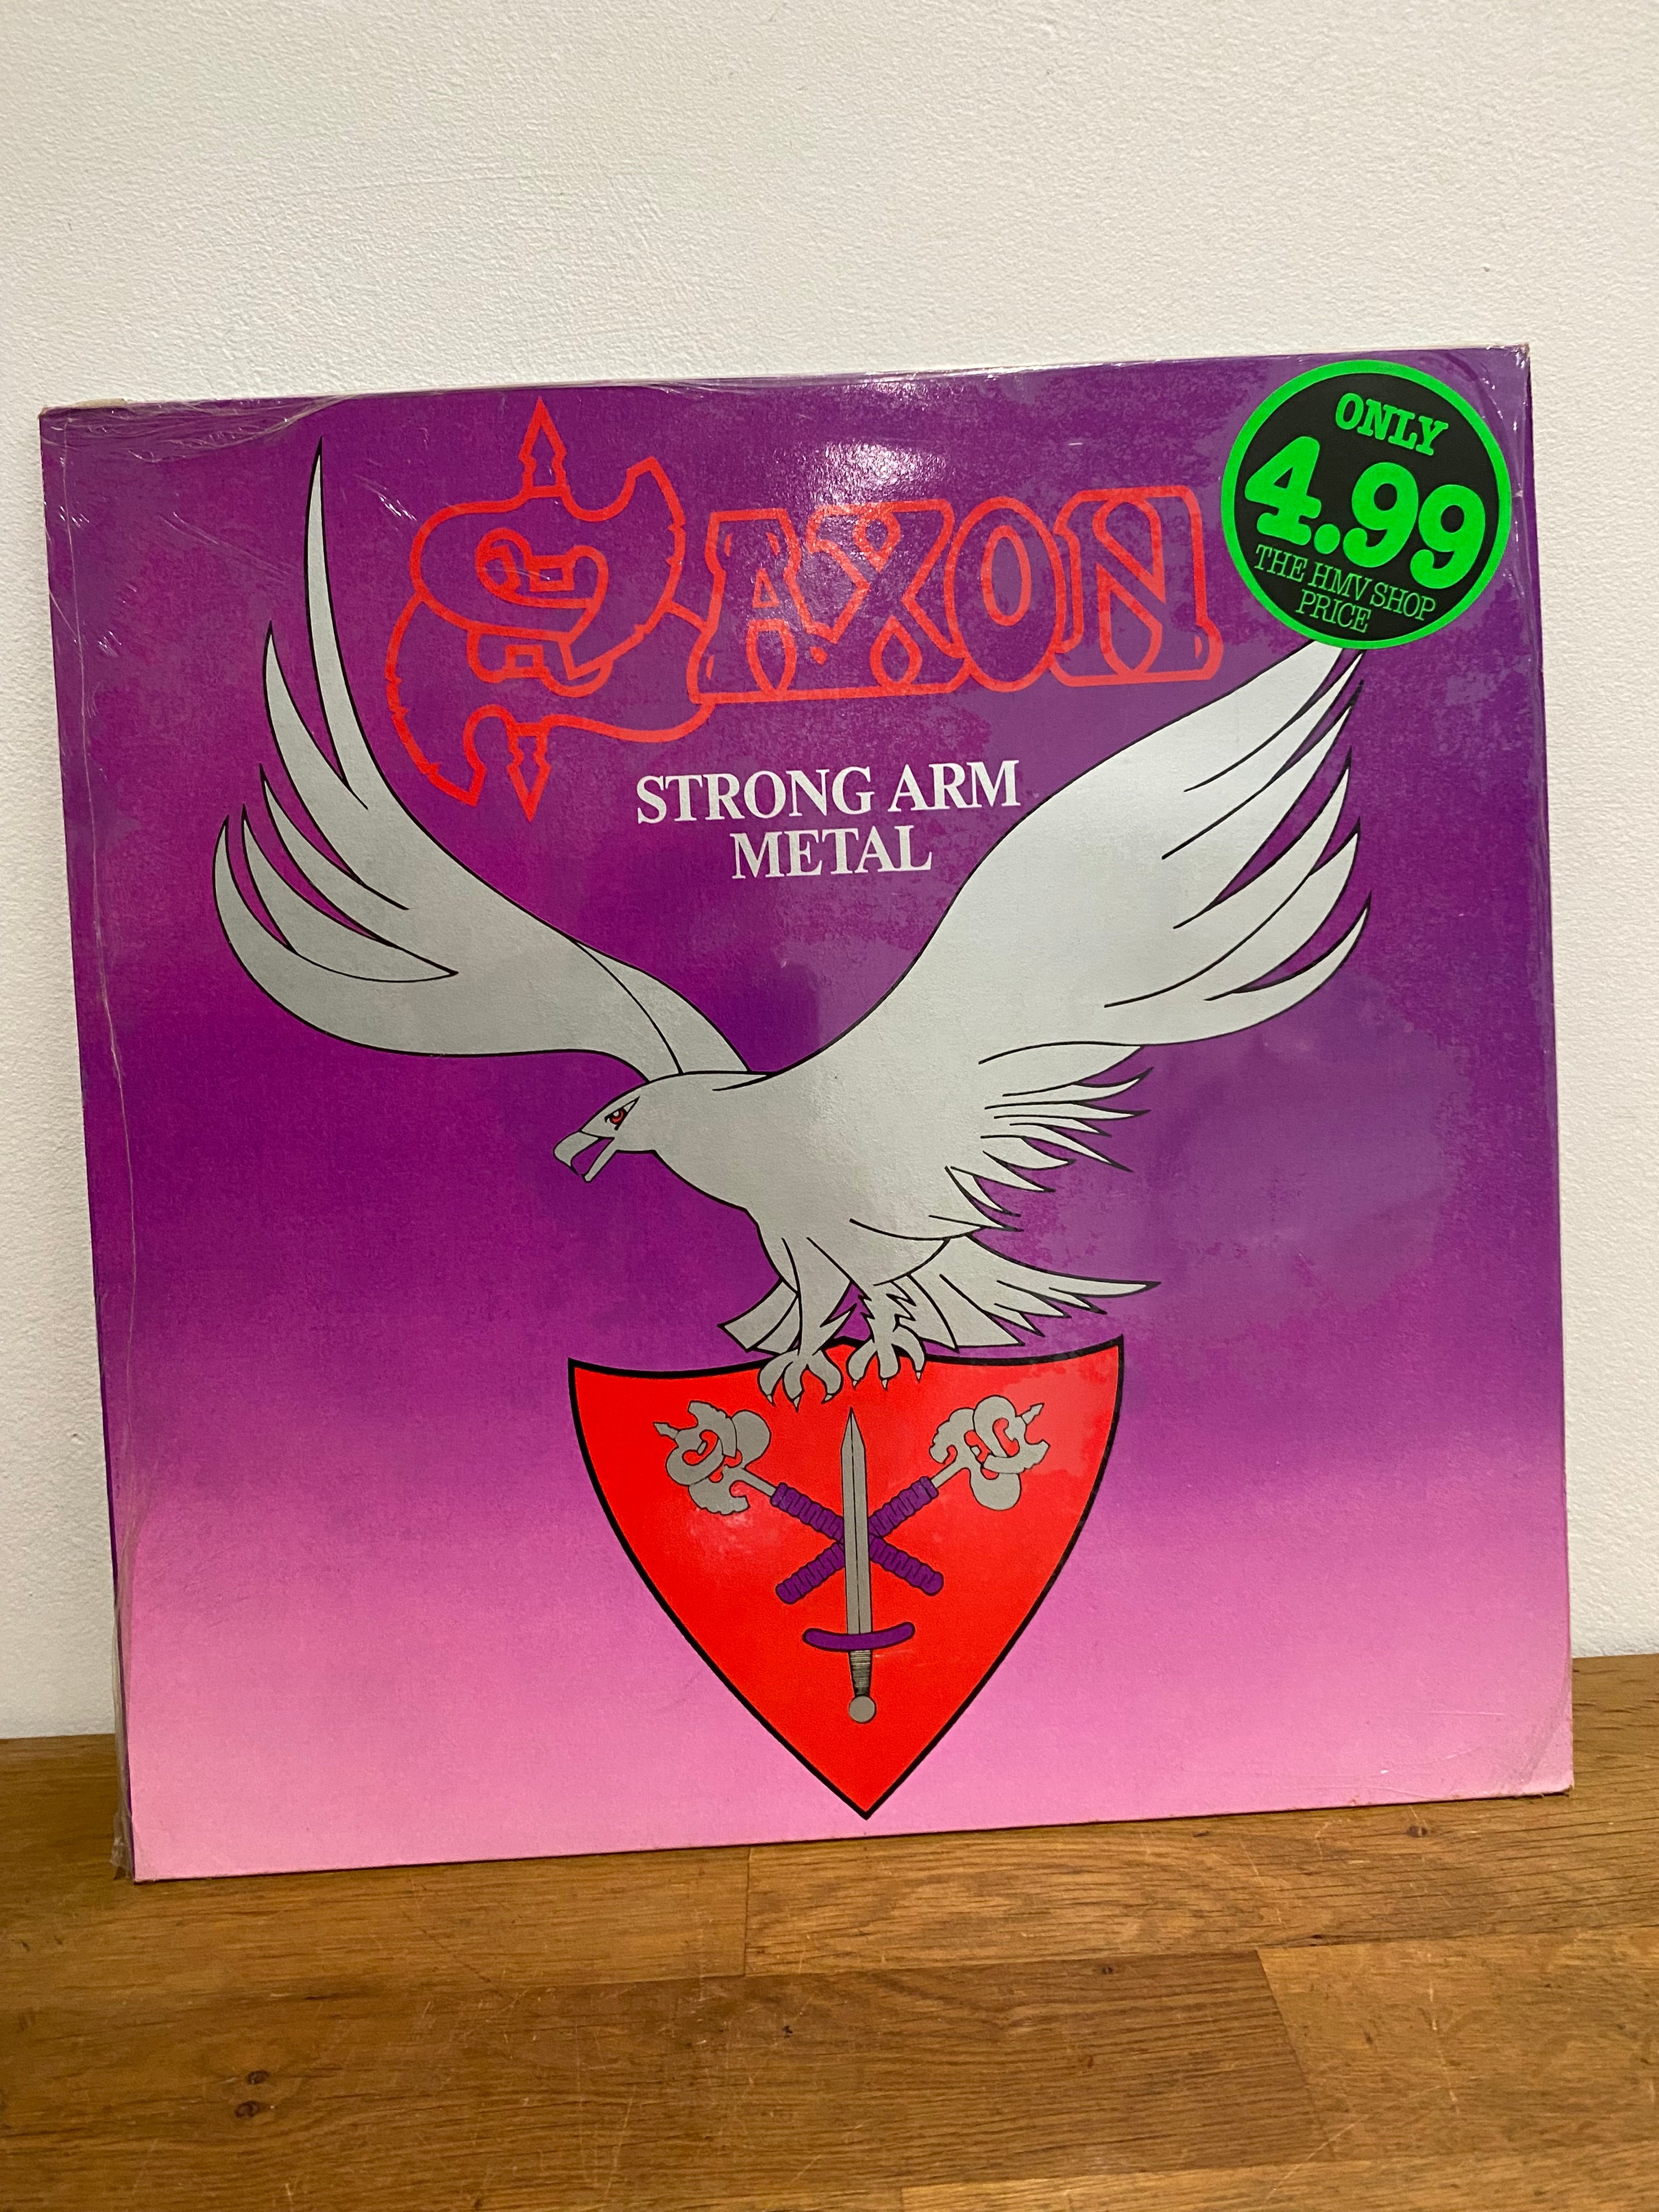 SAXON
STRONG ARM
METAL
ONLY
4.99
THE HMV SHOP
PRICE